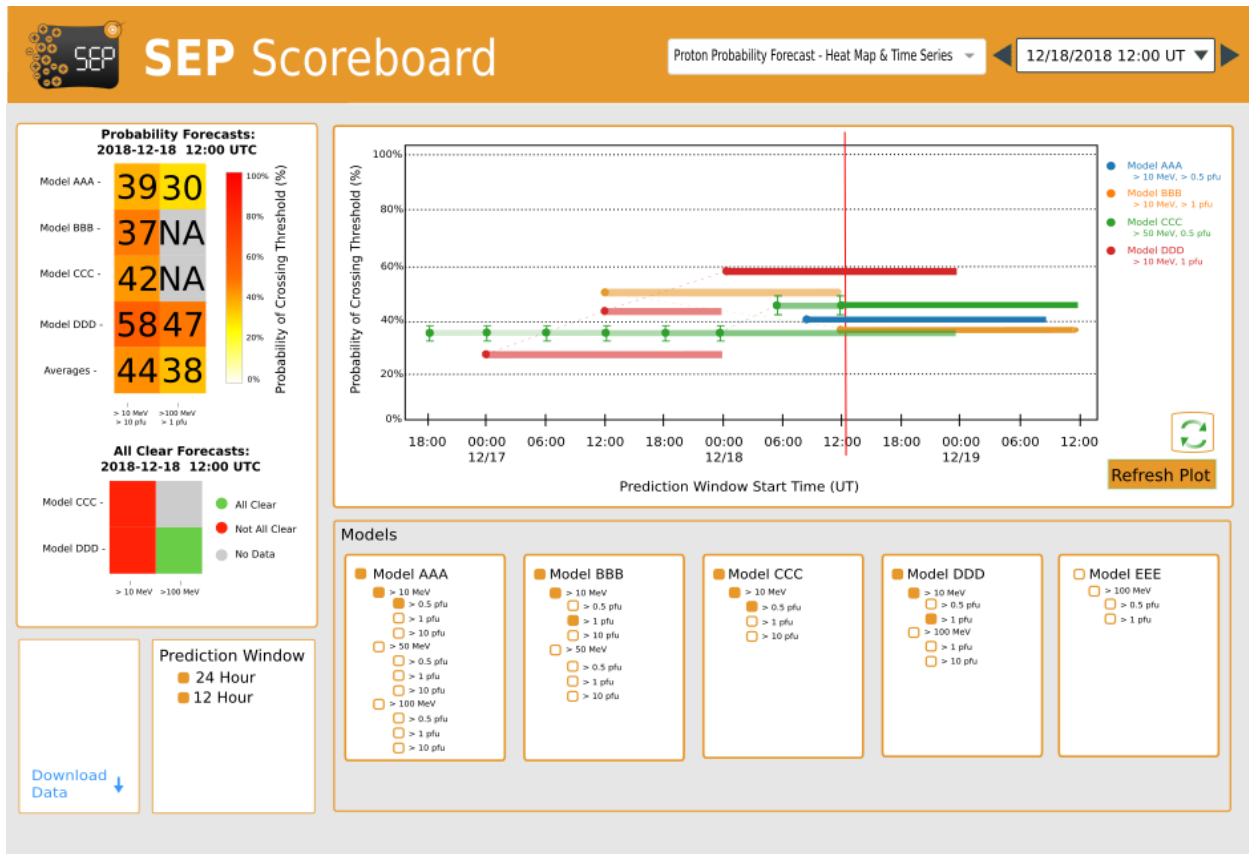 SEP
SEP Scoreboard
Proton Probability Forecast - Heat Map & Time Series
12/18/2018 12:00 UT
Probability Forecasts:
2018-12-18 12:00 UTC
Model AAA - 39 30
Model BBB - 37 NA
Model CCC - 42 NA
Model DDD - 58 47
Averages - 44 38
> 10 MeV >100 MeV
> 10 pfu > 1 pfu
100%
80%
60%
40%
20%
0%
Probability of Crossing Threshold (%)
All Clear Forecasts:
2018-12-18 12:00 UTC
Model CCC -
Model DDD -
> 10 MeV >100 MeV
All Clear
Not All Clear
No Data
Probability of Crossing Threshold (%)
100%
80%
60%
40%
20%
0%
18:00 00:00 06:00 12:00 18:00 00:00 06:00 12:00 18:00 00:00 06:00 12:00
12/17 12/18 12/19
Prediction Window Start Time (UT)
Model AAA
> 10 MeV, > 0.5 pfu
Model BBB
> 10 MeV, > 1 pfu
Model CCC
> 50 MeV, 0.5 pfu
Model DDD
> 10 MeV, 1 pfu
Refresh Plot
Download
Data
Prediction Window
24 Hour
12 Hour
Models
Model AAA
> 10 MeV
> 0.5 pfu
> 1 pfu
> 10 pfu
> 50 MeV
> 0.5 pfu
> 1 pfu
> 10 pfu
> 100 MeV
> 0.5 pfu
> 1 pfu
> 10 pfu
Model BBB
> 10 MeV
> 0.5 pfu
> 1 pfu
> 10 pfu
> 50 MeV
> 0.5 pfu
> 1 pfu
> 10 pfu
Model CCC
> 10 MeV
> 0.5 pfu
> 1 pfu
> 10 pfu
Model DDD
> 10 MeV
> 0.5 pfu
> 1 pfu
> 100 MeV
> 1 pfu
> 10 pfu
Model EEE
> 100 MeV
> 0.5 pfu
> 1 pfu